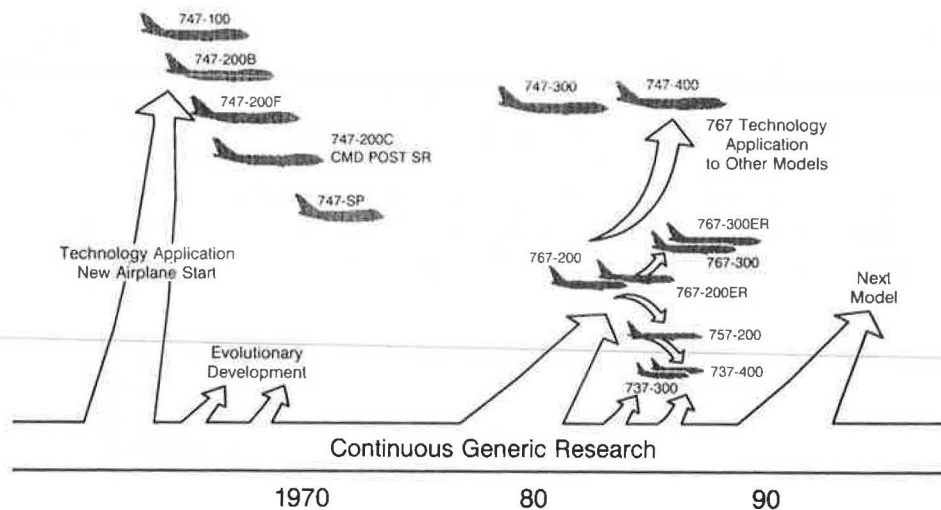 747-100
747-200B
747-200F
747-200C
CMD POST SR
747-SP
Technology Application
New Airplane Start
Evolutionary
Development
747-300
747-400
767 Technology
Application
to Other Models
767-300ER
767-300
767-200
767-200ER
757-200
737-400
737-300
Next
Model
Continuous Generic Research
1970
80
90